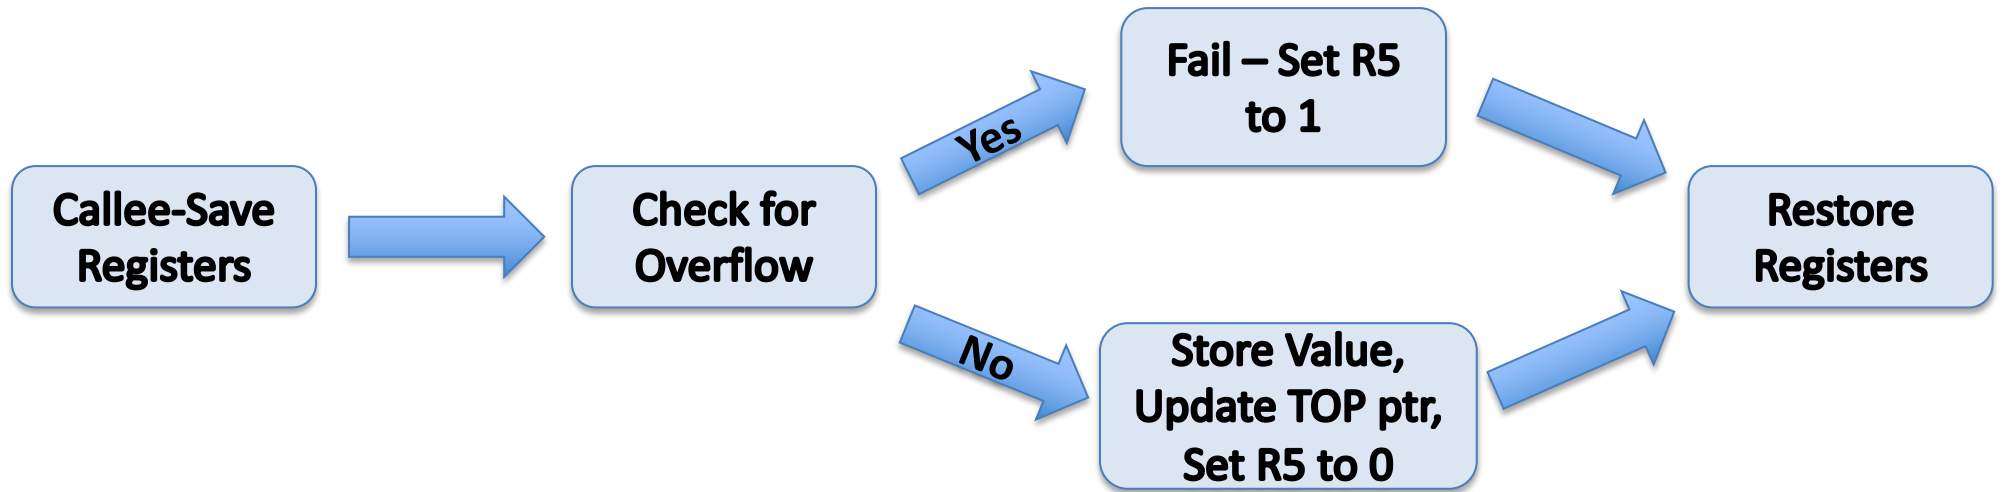 Callee-Save
Registers
Check for
Overflow
Yes
Fail – Set R5
to 1
No
Store Value,
Update TOP ptr,
Set R5 to 0
Restore
Registers